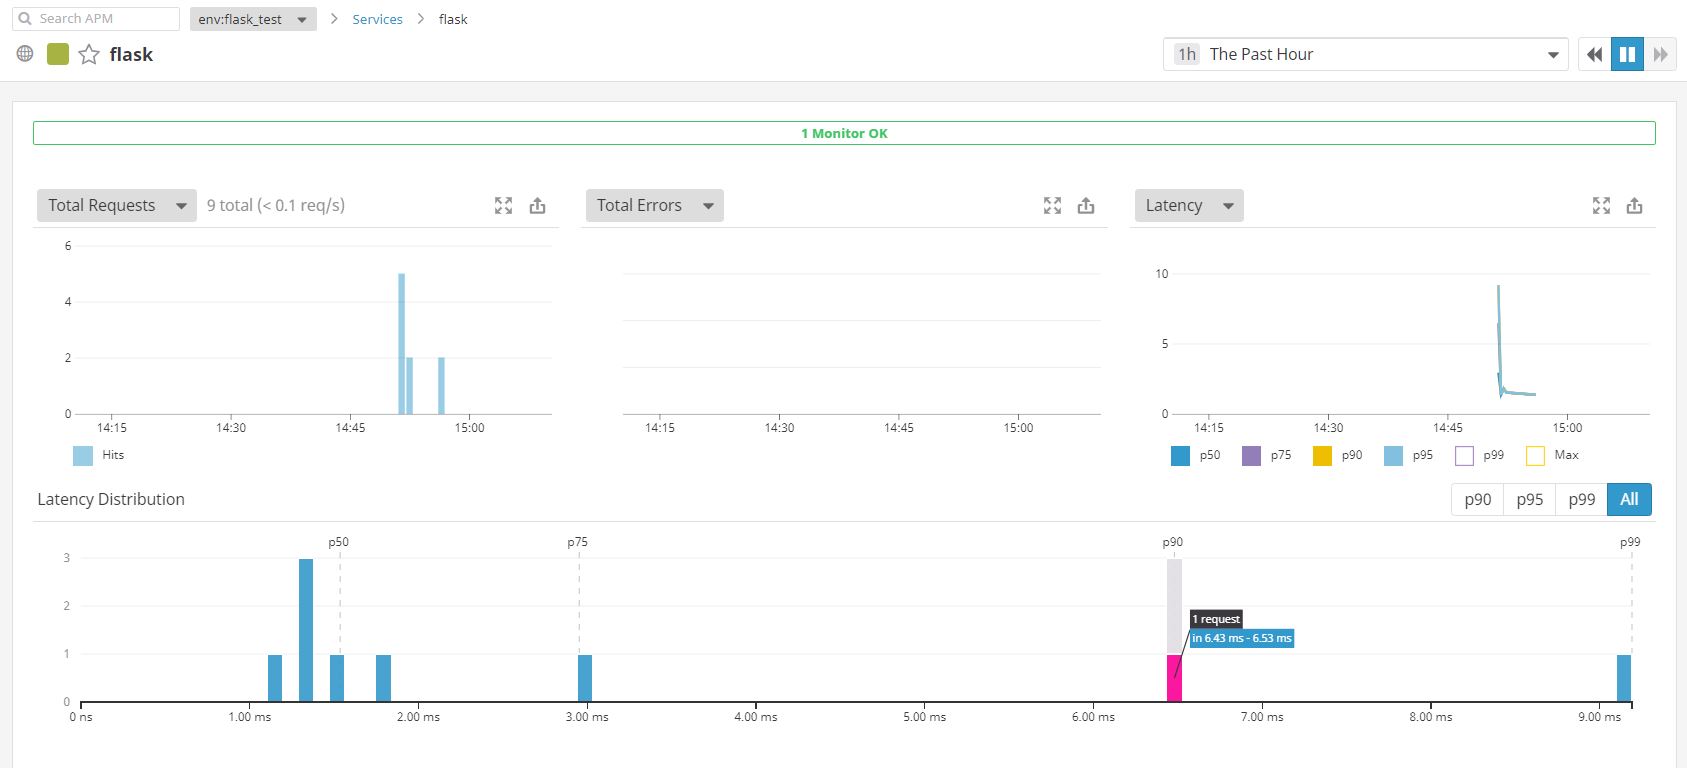 Search APM env:flask_test Services flask
flask 1h The Past Hour
1 Monitor OK
Total Requests 9 total (< 0.1 req/s)
6
4
2
0
14:15 14:30 14:45 15:00
Hits
Total Errors
14:15 14:30 14:45 15:00
Latency
10
5
0
14:15 14:30 14:45 15:00
p50 p75 p90 p95 p99 Max
Latency Distribution p90 p95 p99 All
p50 p75 p90 p99
3
2
1
0
1 request
in 6.43 ms - 6.53 ms
0 ns 1.00 ms 2.00 ms 3.00 ms 4.00 ms 5.00 ms 6.00 ms 7.00 ms 8.00 ms 9.00 ms